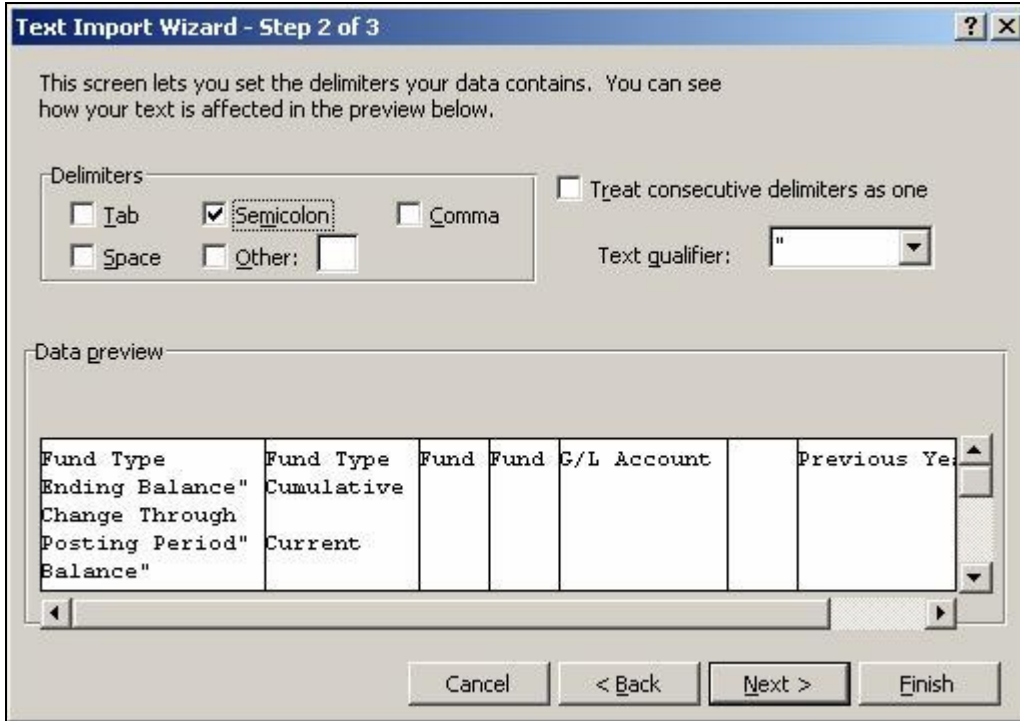 Text Import Wizard - Step 2 of 3
This screen lets you set the delimiters your data contains. You can see
how your text is affected in the preview below.
Delimiters
Tab Semicolon Comma
Space Other:
Treat consecutive delimiters as one
Text qualifier: "
Data preview
Fund Type Fund Type Fund Fund G/L Account Previous Yea
Ending Balance" Cumulative
Change Through
Posting Period" Current
Balance"
Cancel < Back Next > Finish